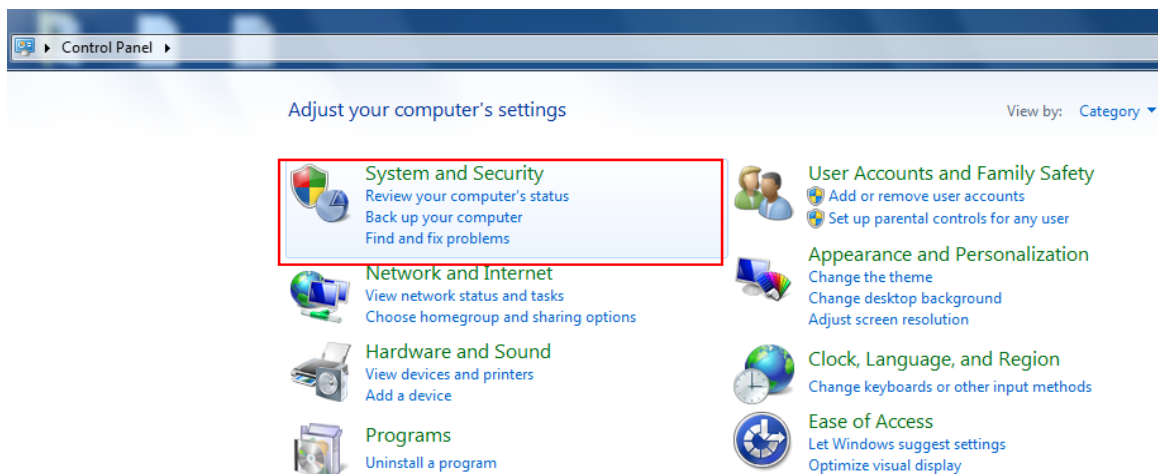 Control Panel
Adjust your computer's settings
View by: Category
System and Security
Review your computer's status
Back up your computer
Find and fix problems
Network and Internet
View network status and tasks
Choose homegroup and sharing options
Hardware and Sound
View devices and printers
Add a device
Programs
Uninstall a program
User Accounts and Family Safety
Add or remove user accounts
Set up parental controls for any user
Appearance and Personalization
Change the theme
Change desktop background
Adjust screen resolution
Clock, Language, and Region
Change keyboards or other input methods
Ease of Access
Let Windows suggest settings
Optimize visual display